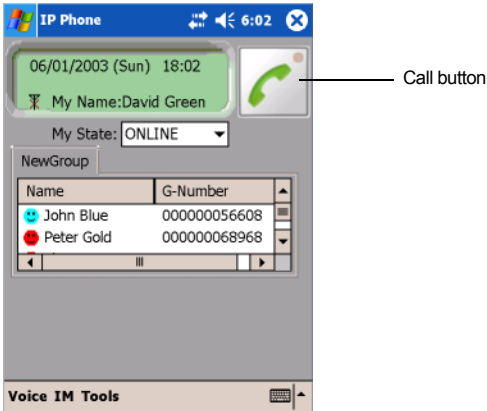 IP Phone 6:02
06/01/2003 (Sun) 18:02
My Name:David Green
Call button
My State: ONLINE
NewGroup
Name G-Number
John Blue 000000056608
Peter Gold 000000068968
Voice IM Tools